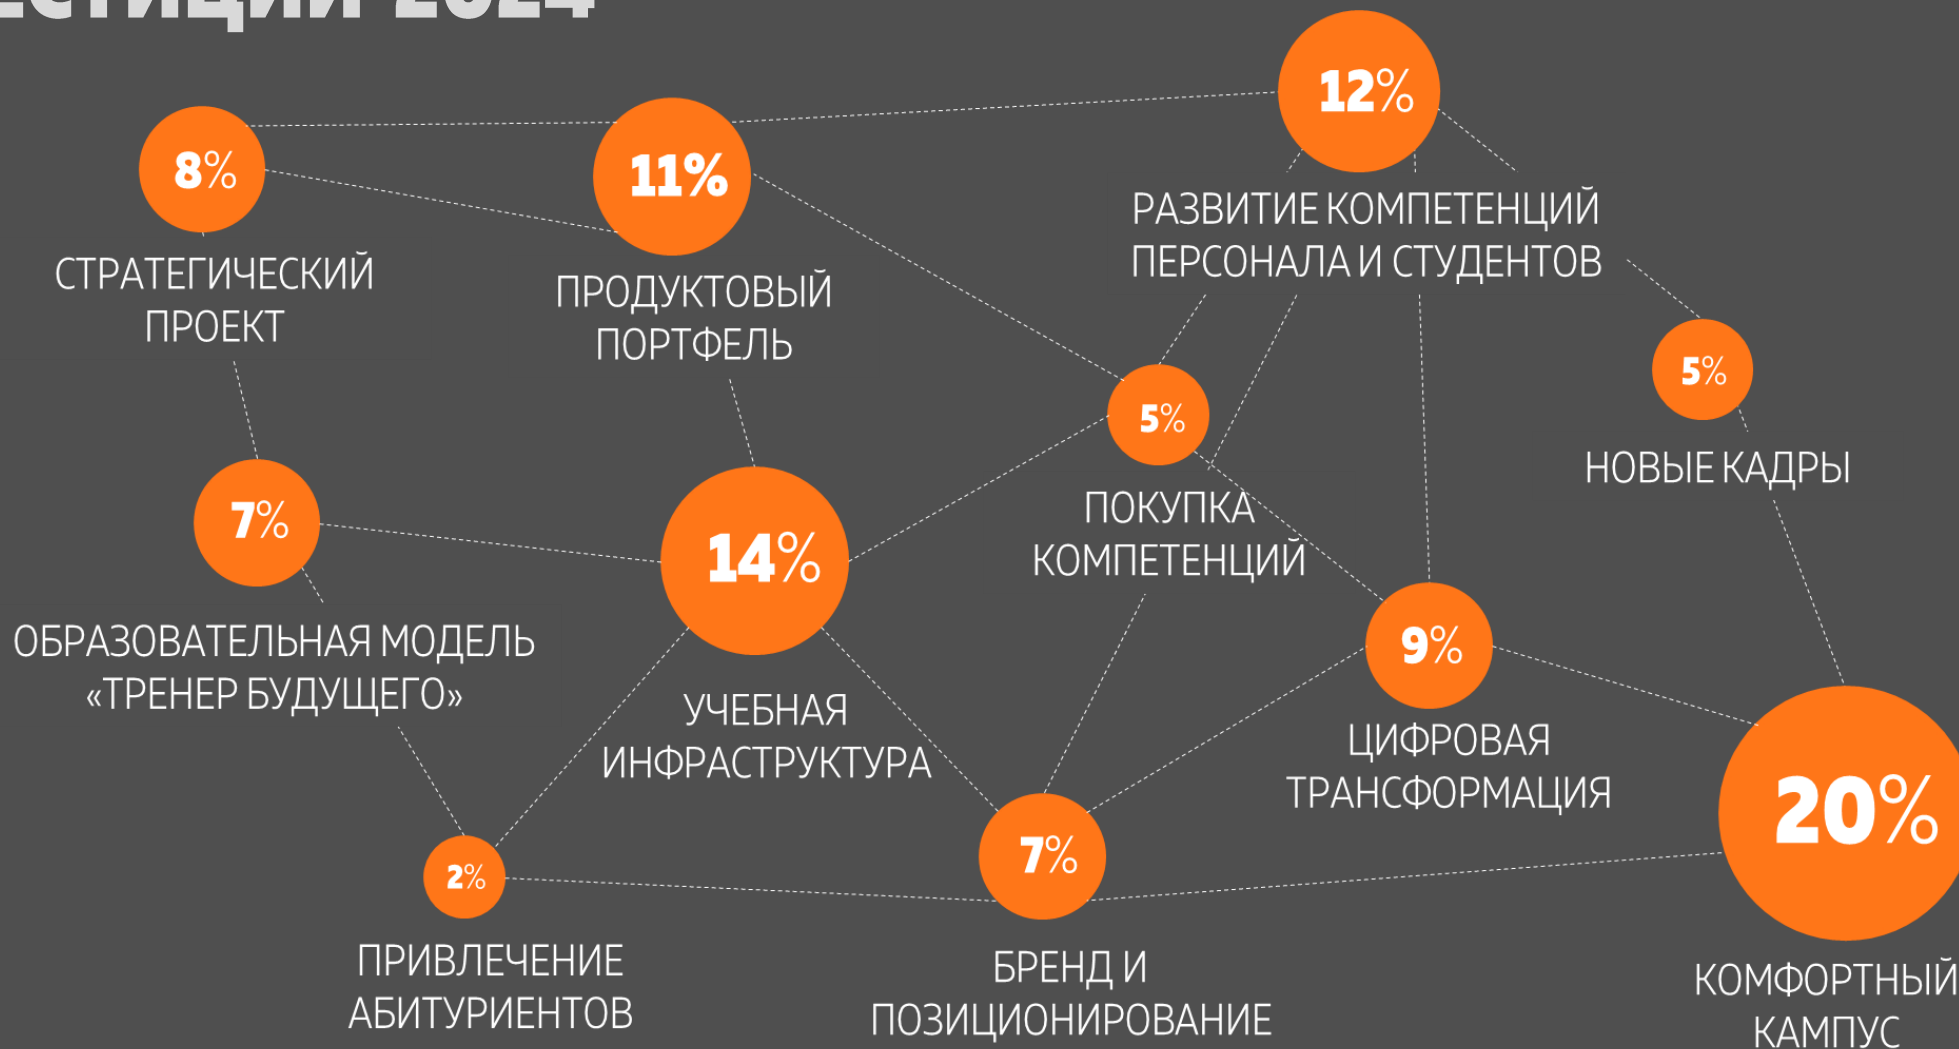 2024
12%
8%
11%
РАЗВИТИЕ КОМПЕТЕНЦИЙ
ПЕРСОНАЛА И СТУДЕНТОВ
СТРАТЕГИЧЕСКИЙ
ПРОЕКТ
ПРОДУКТОВЫЙ
ПОРТФЕЛЬ
5%
НОВЫЕ КАДРЫ
5%
ПОКУПКА
КОМПЕТЕНЦИЙ
7%
ОБРАЗОВАТЕЛЬНАЯ МОДЕЛЬ
«ТРЕНЕР БУДУЩЕГО»
14%
УЧЕБНАЯ
ИНФРАСТРУКТУРА
9%
ЦИФРОВАЯ
ТРАНСФОРМАЦИЯ
20%
КОМФОРТНЫЙ
КАМПУС
2%
ПРИВЛЕЧЕНИЕ
АБИТУРИЕНТОВ
7%
БРЕНД И
ПОЗИЦИОНИРОВАНИЕ